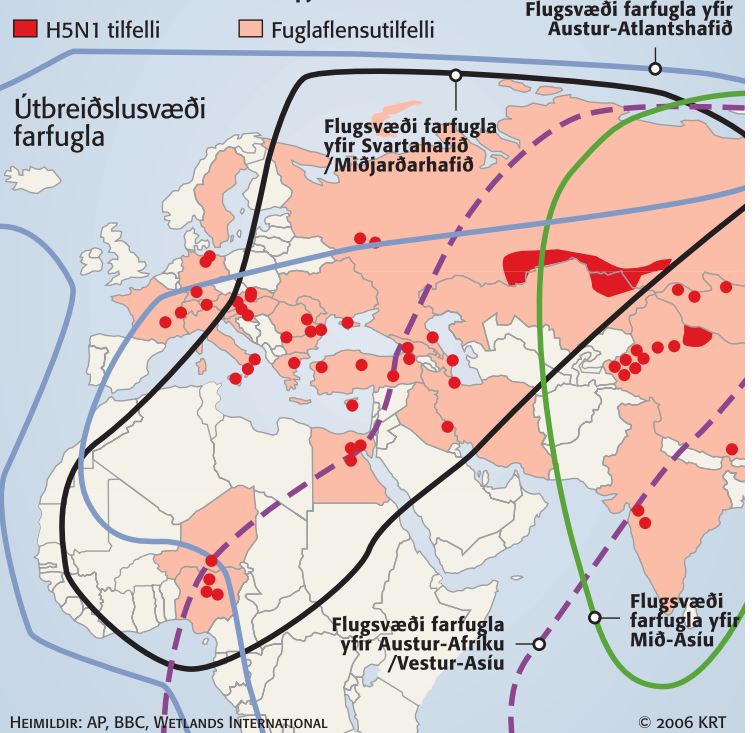 Flugsvæði farfugla yfir
Austur-Atlantshafið
H5N1 tilfelli
Fuglaflensutilfelli
Útbreiðslusvæði
farfugla
Flugsvæði farfugla
yfir Svartahafið
/Miðjarðarhafið
Flugsvæði
farfugla yfir
Mið-Asíu
Flugsvæði farfugla
yfir Austur-Afríku
/Vestur-Asíu
HEIMILDIR: AP, BBC, WETLANDS INTERNATIONAL
© 2006 KRT